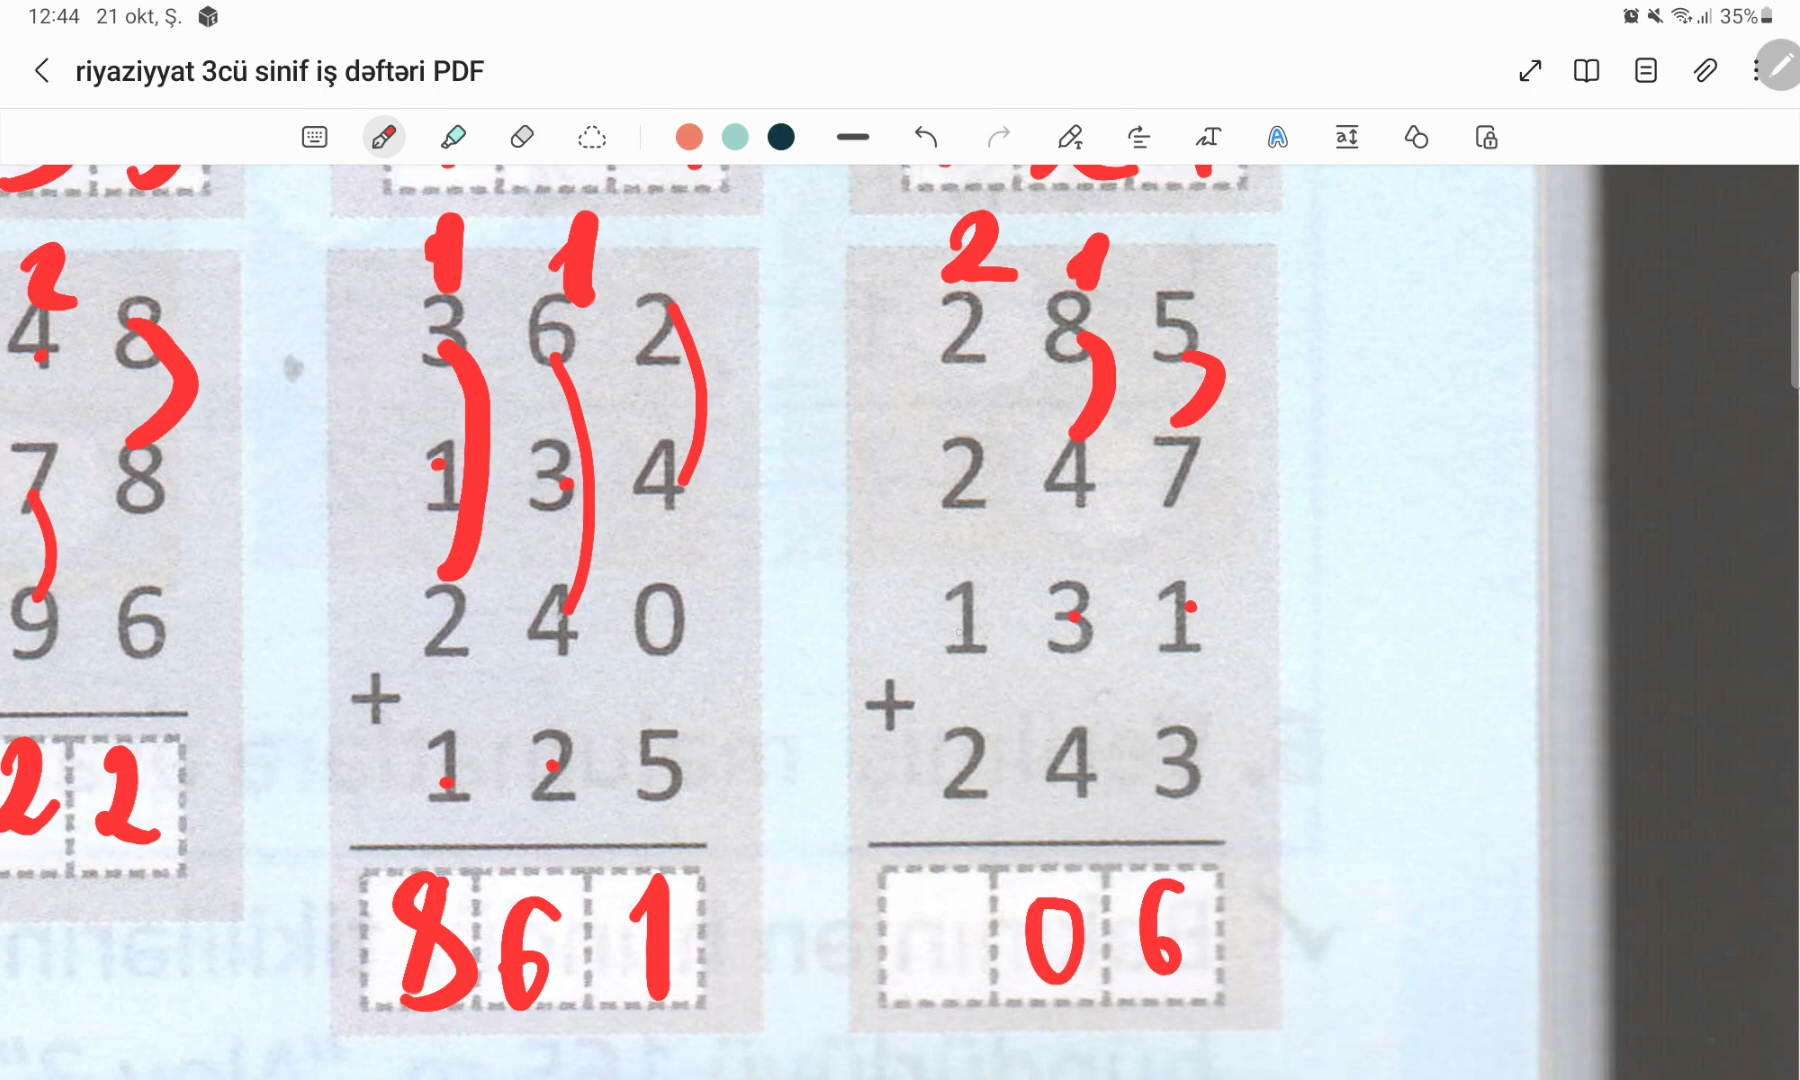 12:44 21 okt, Ş. 35%
riyaziyyat 3cü sinif iş dəftəri PDF
2 1 1 2 1
4 8 3 6 2 2 8 5
7 8 1 3 4 2 4 7
9 6 2 4 0 1 3 1
+ +
1 2 5 2 4 3
2 2 8 6 1 0 6